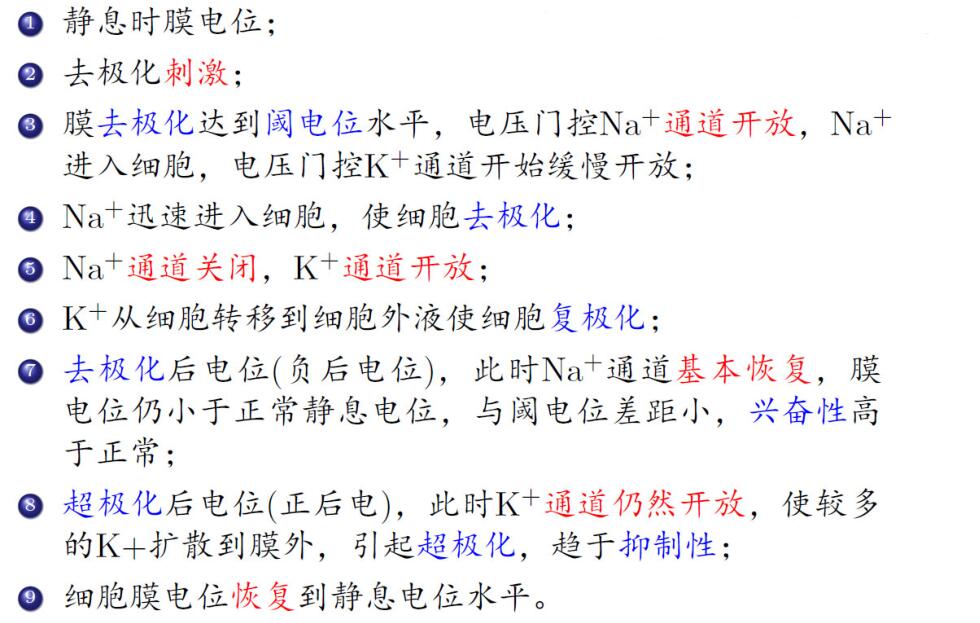 1 静息时膜电位；
2 去极化刺激；
3 膜去极化达到阈电位水平，电压门控Na+通道开放，Na+
进入细胞，电压门控K+通道开始缓慢开放；
4 Na+迅速进入细胞，使细胞去极化；
5 Na+通道关闭，K+通道开放；
6 K+从细胞转移到细胞外液使细胞复极化；
7 去极化后电位(负后电位)，此时Na+通道基本恢复，膜
电位仍小于正常静息电位，与阈电位差距小，兴奋性高
于正常；
8 超极化后电位(正后电)，此时K+通道仍然开放，使较多
的K+扩散到膜外，引起超极化，趋于抑制性；
9 细胞膜电位恢复到静息电位水平。